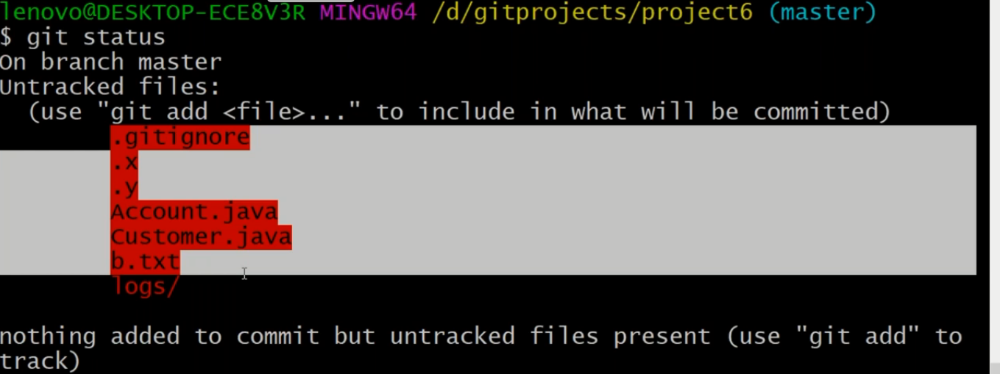 lenovo@DESKTOP-ECE8V3R MINGW64 /d/gitprojects/project6 (master)
$ git status
On branch master
Untracked files:
  (use "git add <file>..." to include in what will be committed)
        .gitignore
        .x
        .y
        Account.java
        Customer.java
        b.txt
        logs/

nothing added to commit but untracked files present (use "git add" to
track)